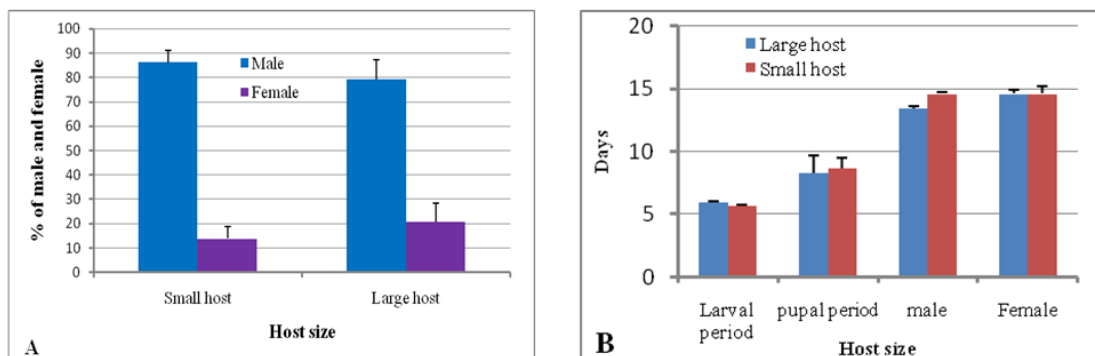 100
90
80
70
60
50
40
30
20
10
0
% of male and female
Male
Female
Small host
Large host
Host size
A
20
15
10
5
0
Days
Large host
Small host
Larval
period
pupal period
male
Female
Host size
B